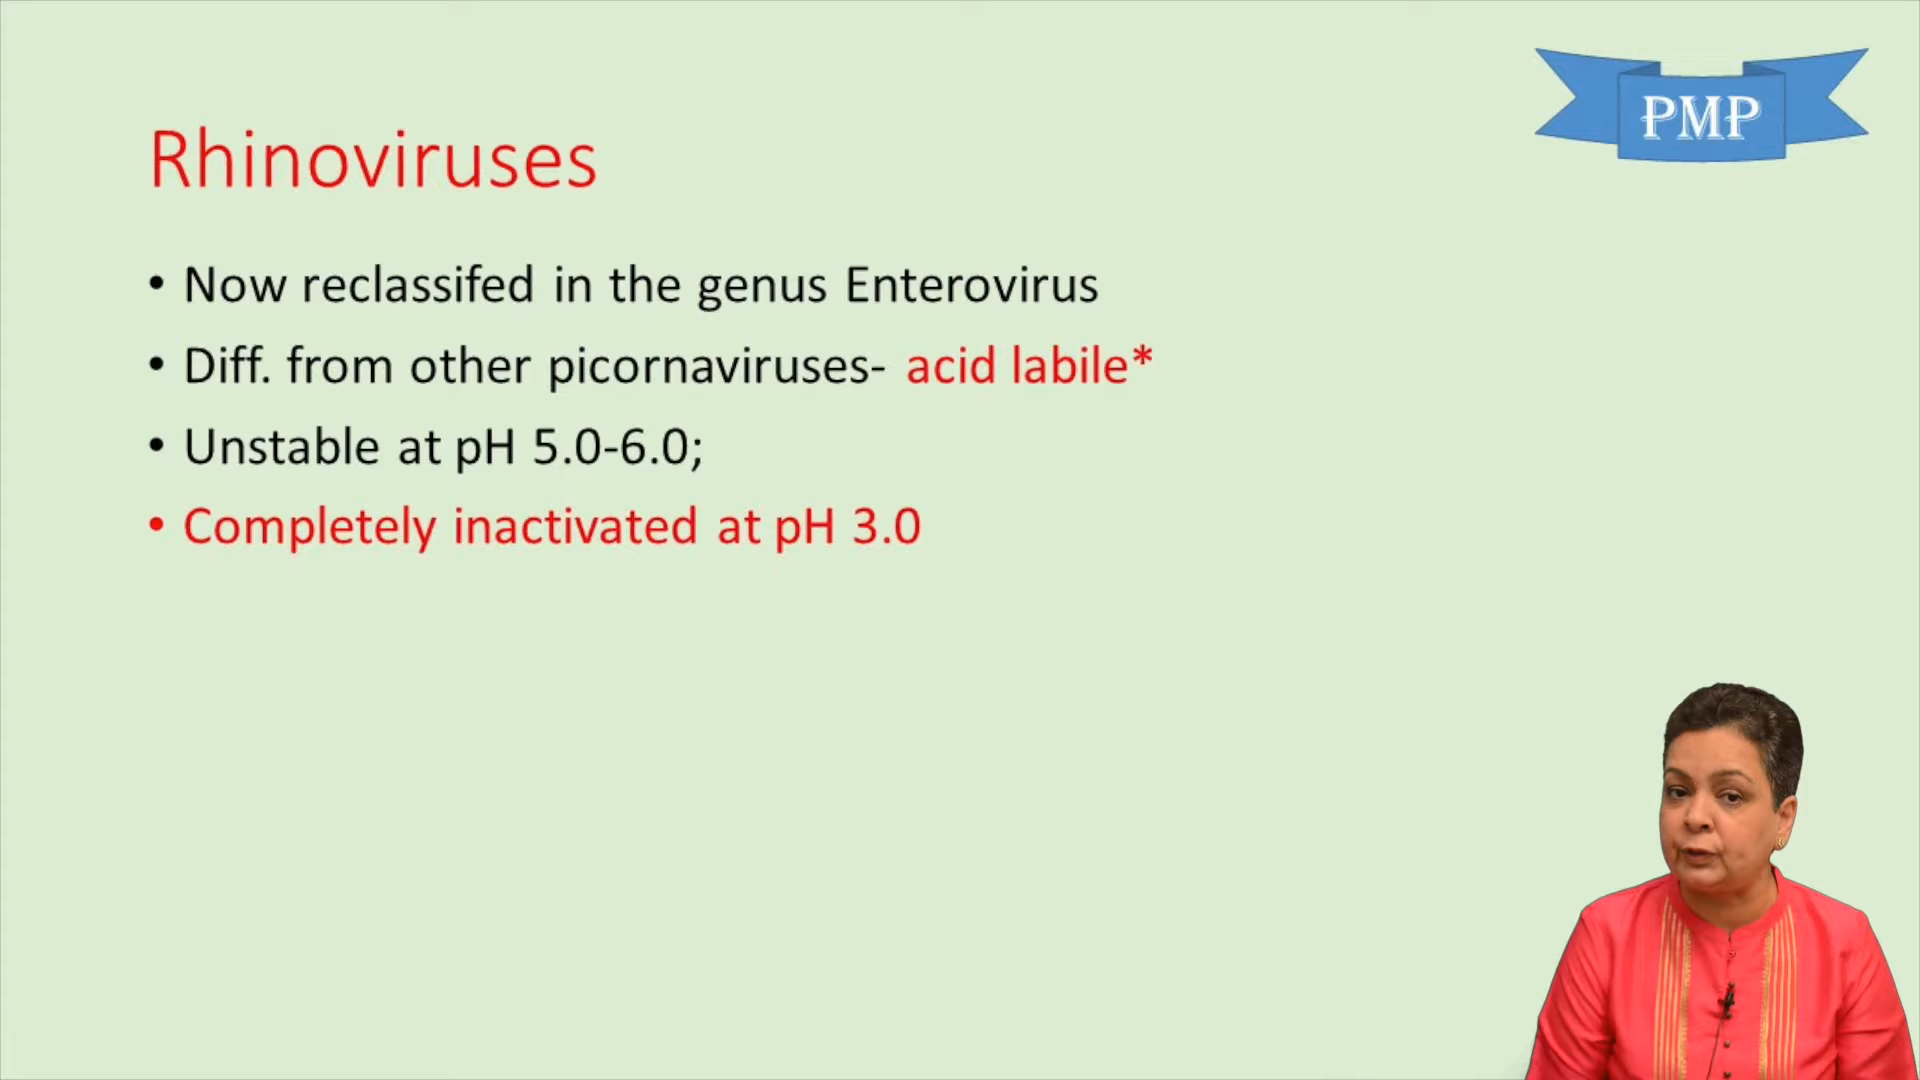 PMP
Rhinoviruses
• Now reclassifed in the genus Enterovirus
• Diff. from other picornaviruses- acid labile*
• Unstable at pH 5.0-6.0;
• Completely inactivated at pH 3.0